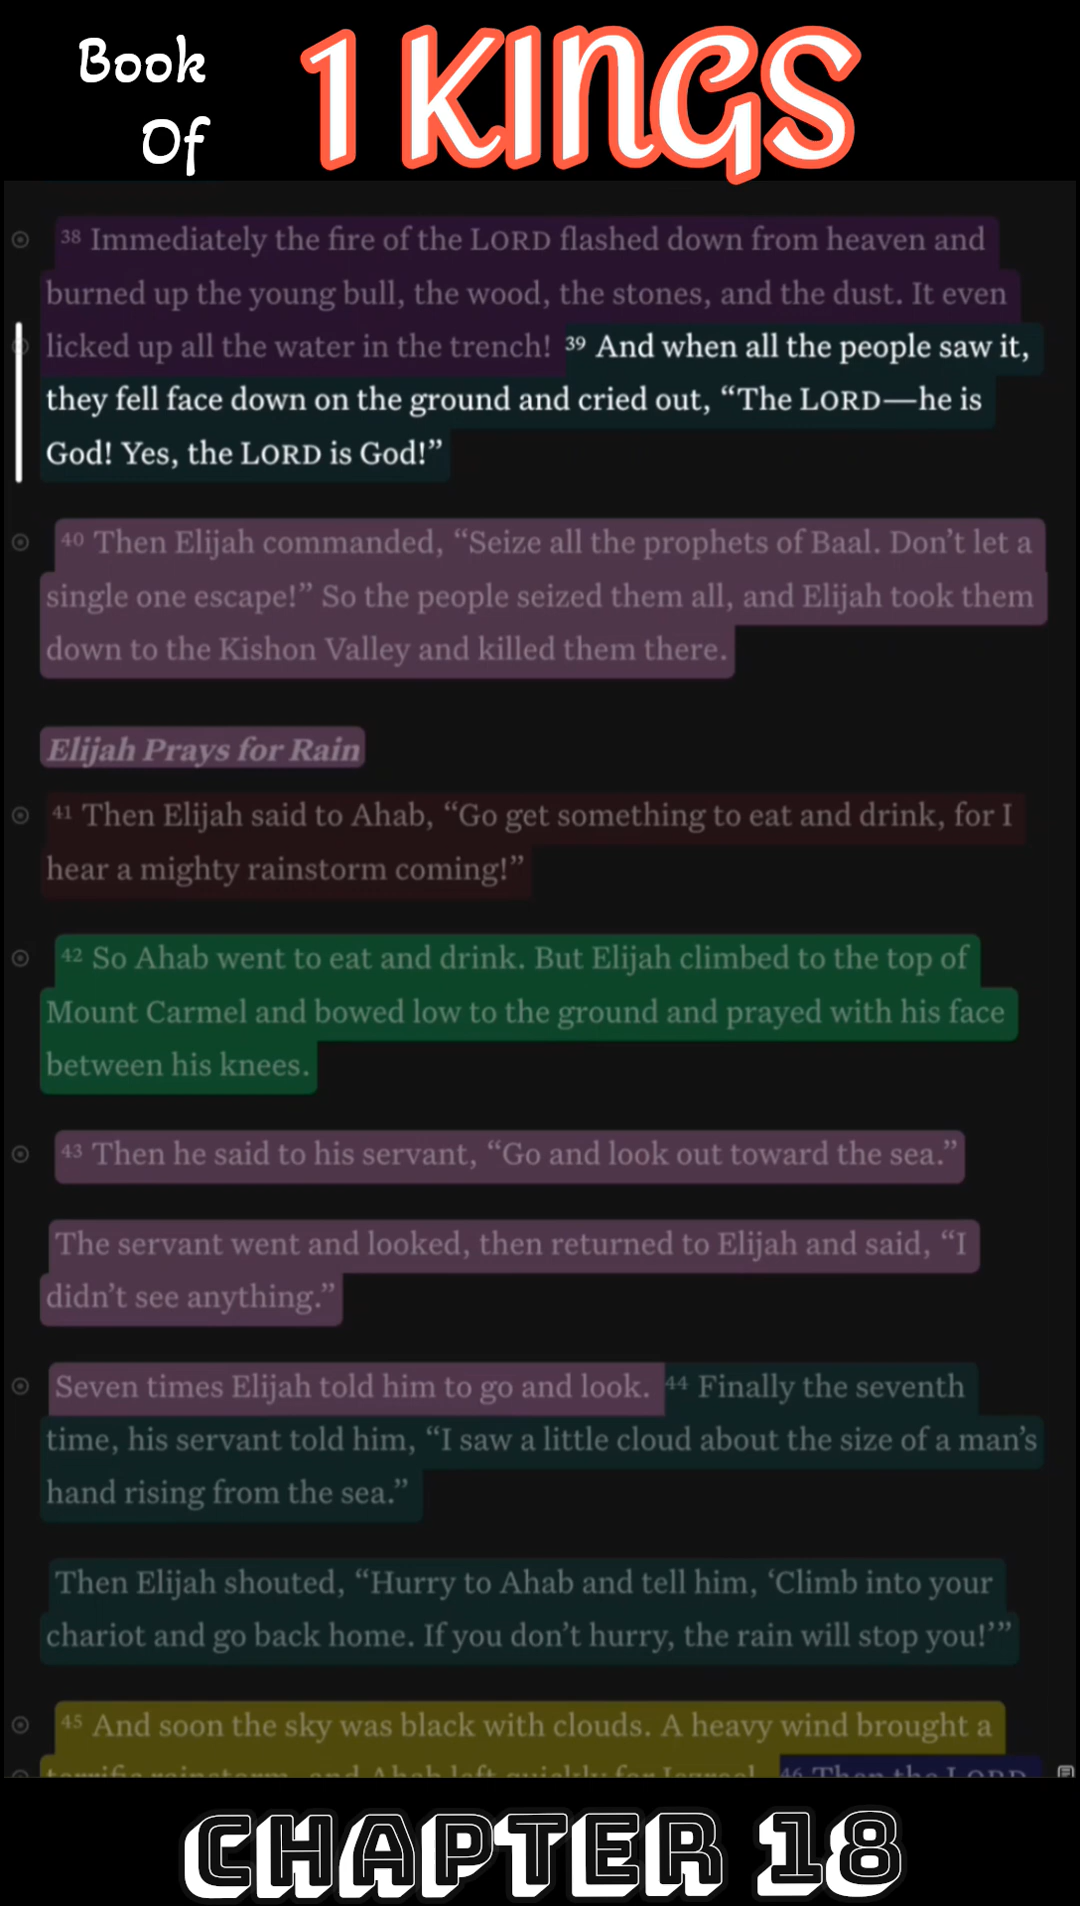 Book
Of
1 KINGS
38 Immediately the fire of the LORD flashed down from heaven and
burned up the young bull, the wood, the stones, and the dust. It even
licked up all the water in the trench! 39 And when all the people saw it,
they fell face down on the ground and cried out, “The LORD—he is
God! Yes, the LORD is God!”
40 Then Elijah commanded, “Seize all the prophets of Baal. Don’t let a
single one escape!” So the people seized them all, and Elijah took them
down to the Kishon Valley and killed them there.
Elijah Prays for Rain
41 Then Elijah said to Ahab, “Go get something to eat and drink, for I
hear a mighty rainstorm coming!”
42 So Ahab went to eat and drink. But Elijah climbed to the top of
Mount Carmel and bowed low to the ground and prayed with his face
between his knees.
43 Then he said to his servant, “Go and look out toward the sea.”
The servant went and looked, then returned to Elijah and said, “I
didn’t see anything.”
Seven times Elijah told him to go and look. 44 Finally the seventh
time, his servant told him, “I saw a little cloud about the size of a man’s
hand rising from the sea.”
Then Elijah shouted, “Hurry to Ahab and tell him, ‘Climb into your
chariot and go back home. If you don’t hurry, the rain will stop you!’”
45 And soon the sky was black with clouds. A heavy wind brought a
terrific rainstorm, and Ahab left quickly for Jezreel. 46 Then the LORD
CHAPTER 18